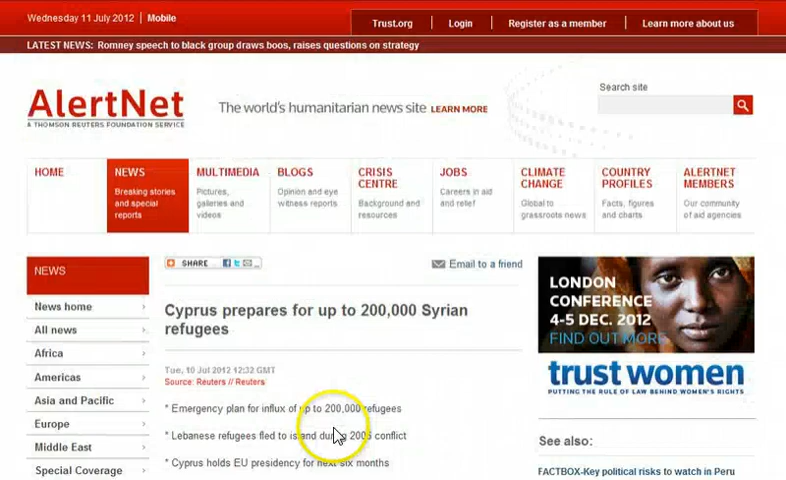 Wednesday 11 July 2012 | Mobile
Trust.org | Login | Register as a member | Learn more about us
LATEST NEWS: Romney speech to black group draws boos, raises questions on strategy
AlertNet
A THOMSON REUTERS FOUNDATION SERVICE
The world's humanitarian news site LEARN MORE
Search site
HOME
NEWS
Breaking stories
and special
reports
MULTIMEDIA
Pictures,
galleries and
videos
BLOGS
Opinion and eye
witness reports
CRISIS
CENTRE
Background and
resources
JOBS
Careers in aid
and relief
CLIMATE
CHANGE
Global to
grassroots news
COUNTRY
PROFILES
Facts, figures
and charts
ALERTNET
MEMBERS
Our community
of aid agencies
NEWS
News home
All news
Africa
Americas
Asia and Pacific
Europe
Middle East
Special Coverage
SHARE
Email to a friend
Cyprus prepares for up to 200,000 Syrian
refugees
Tue, 10 Jul 2012 12:32 GMT
Source: Reuters // Reuters
* Emergency plan for influx of up to 200,000 refugees
* Lebanese refugees fled to island during 2006 conflict
* Cyprus holds EU presidency for next six months
LONDON
CONFERENCE
4-5 DEC. 2012
FIND OUT MORE
trust women
PUTTING THE RULE OF LAW BEHIND WOMEN'S RIGHTS
See also:
FACTBOX-Key political risks to watch in Peru